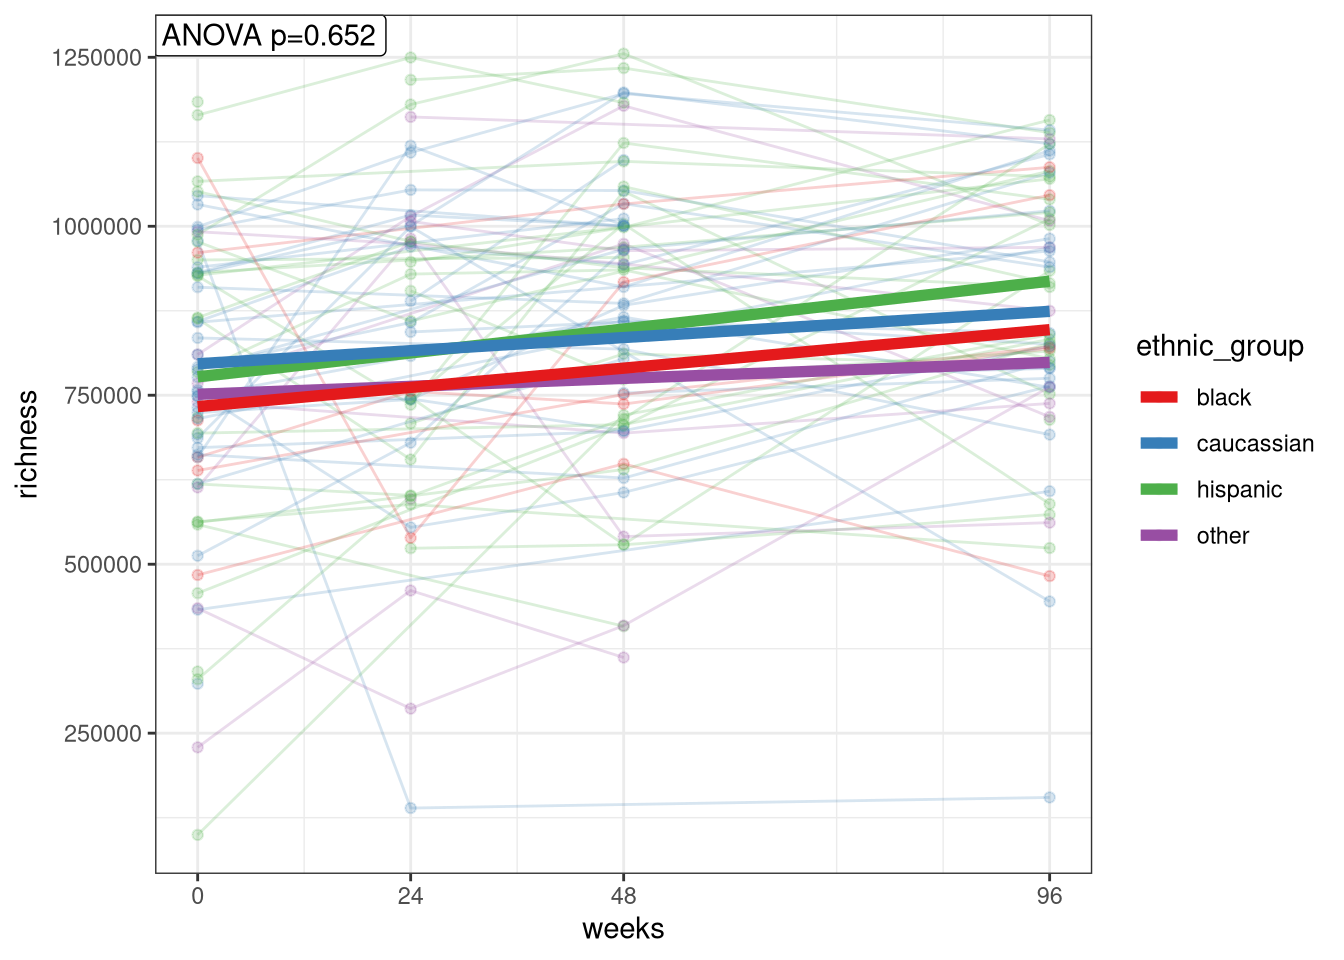 ANOVA p=0.652
1250000
1000000
750000
500000
250000
richness
0 24 48 96
weeks
ethnic_group
black
caucassian
hispanic
other